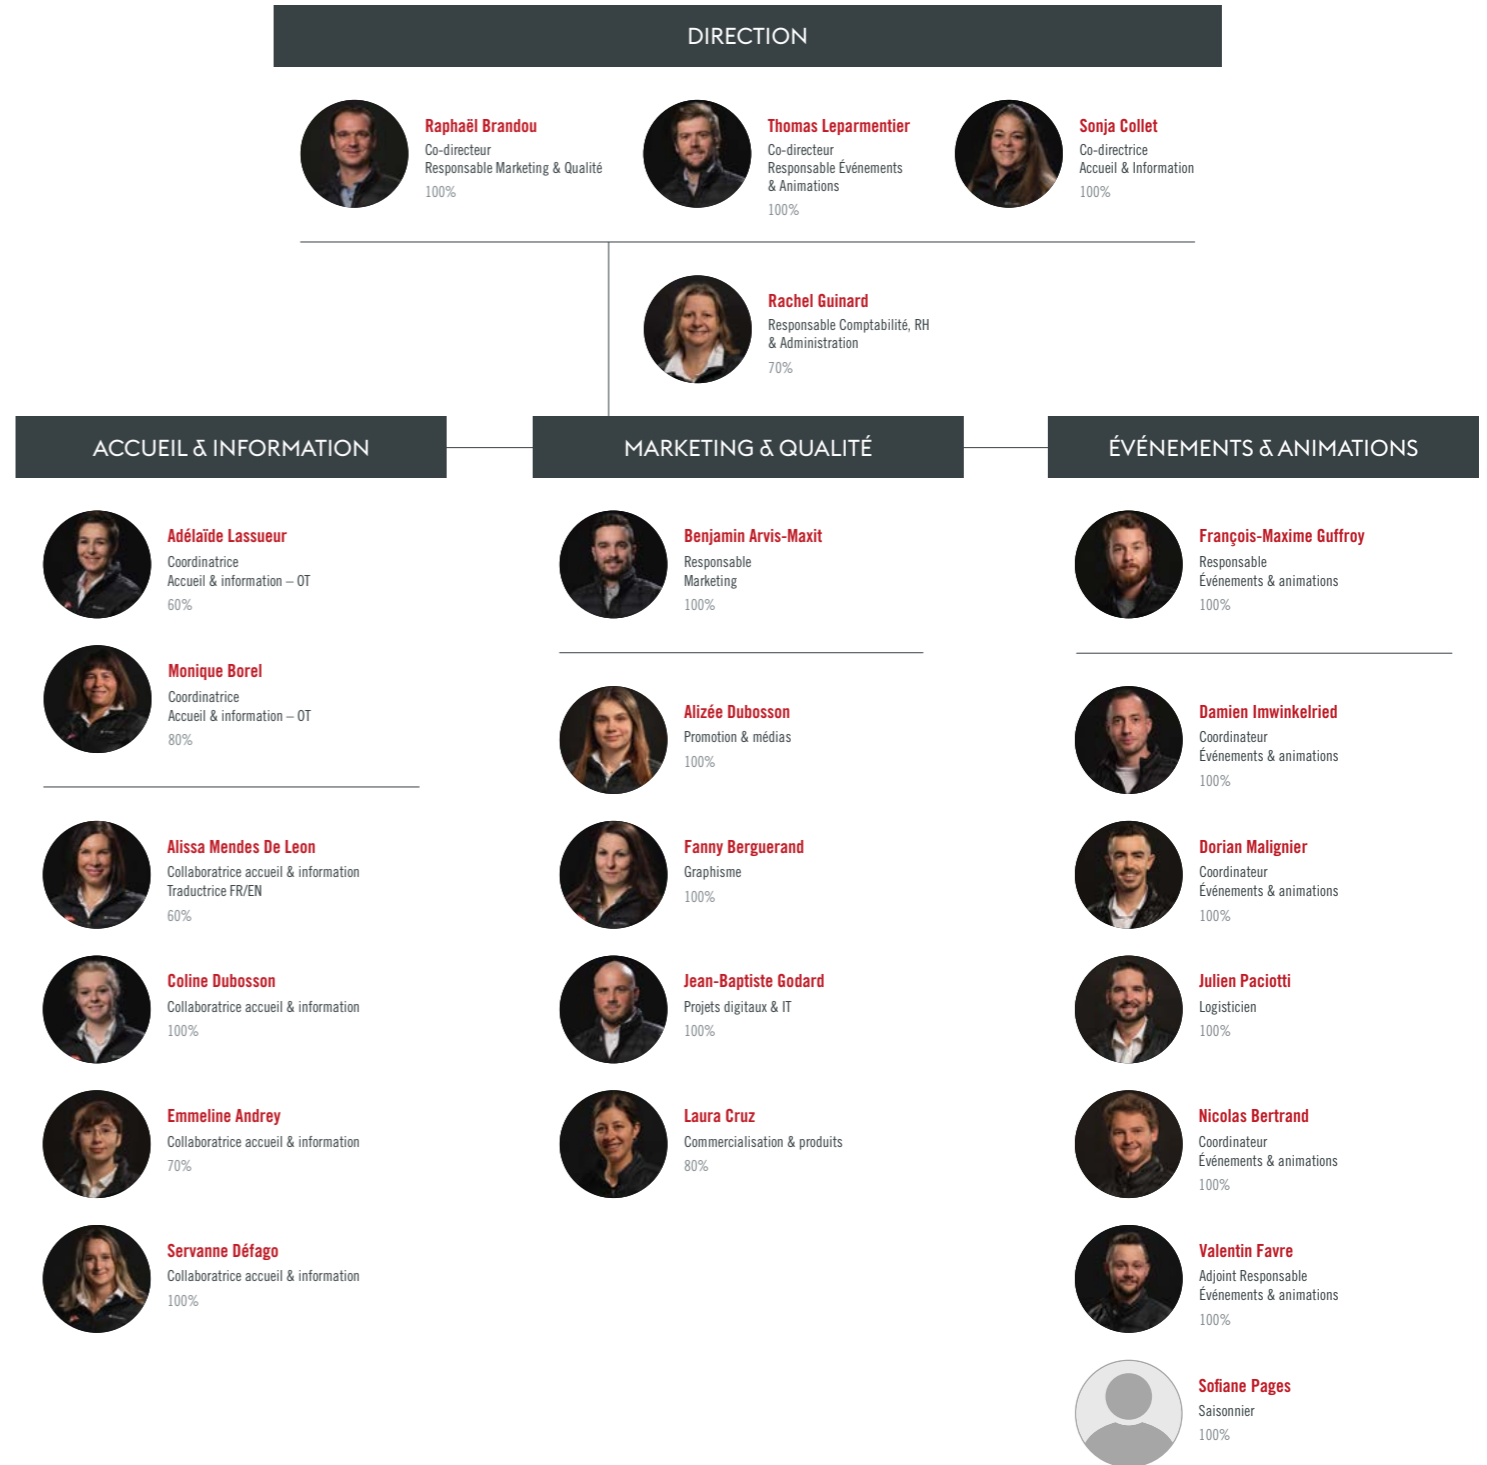 DIRECTION
Raphaël Brandou
Co-directeur
Responsable Marketing & Qualité
100%
Thomas Leparmentier
Co-directeur
Responsable Événements
& Animations
100%
Sonja Collet
Co-directrice
Accueil & Information
100%
Rachel Guinard
Responsable Comptabilité, RH
& Administration
70%
ACCUEIL & INFORMATION
Adélaïde Lassueur
Coordinatrice
Accueil & information – OT
60%
Monique Borel
Coordinatrice
Accueil & information – OT
80%
Alissa Mendes De Leon
Collaboratrice accueil & information
Traductrice FR/EN
60%
Coline Dubosson
Collaboratrice accueil & information
100%
Emmeline Andrey
Collaboratrice accueil & information
70%
Servanne Défago
Collaboratrice accueil & information
100%
MARKETING & QUALITÉ
Benjamin Arvis-Maxit
Responsable
Marketing
100%
Alizée Dubosson
Promotion & médias
100%
Fanny Berguerand
Graphisme
100%
Jean-Baptiste Godard
Projets digitaux & IT
100%
Laura Cruz
Commercialisation & produits
80%
ÉVÉNEMENTS & ANIMATIONS
François-Maxime Guffroy
Responsable
Événements & animations
100%
Damien Imwinkelried
Coordinateur
Événements & animations
100%
Dorian Malignier
Coordinateur
Événements & animations
100%
Julien Paciotti
Logisticien
100%
Nicolas Bertrand
Coordinateur
Événements & animations
100%
Valentin Favre
Adjoint Responsable
Événements & animations
100%
Sofiane Pages
Saisonnier
100%